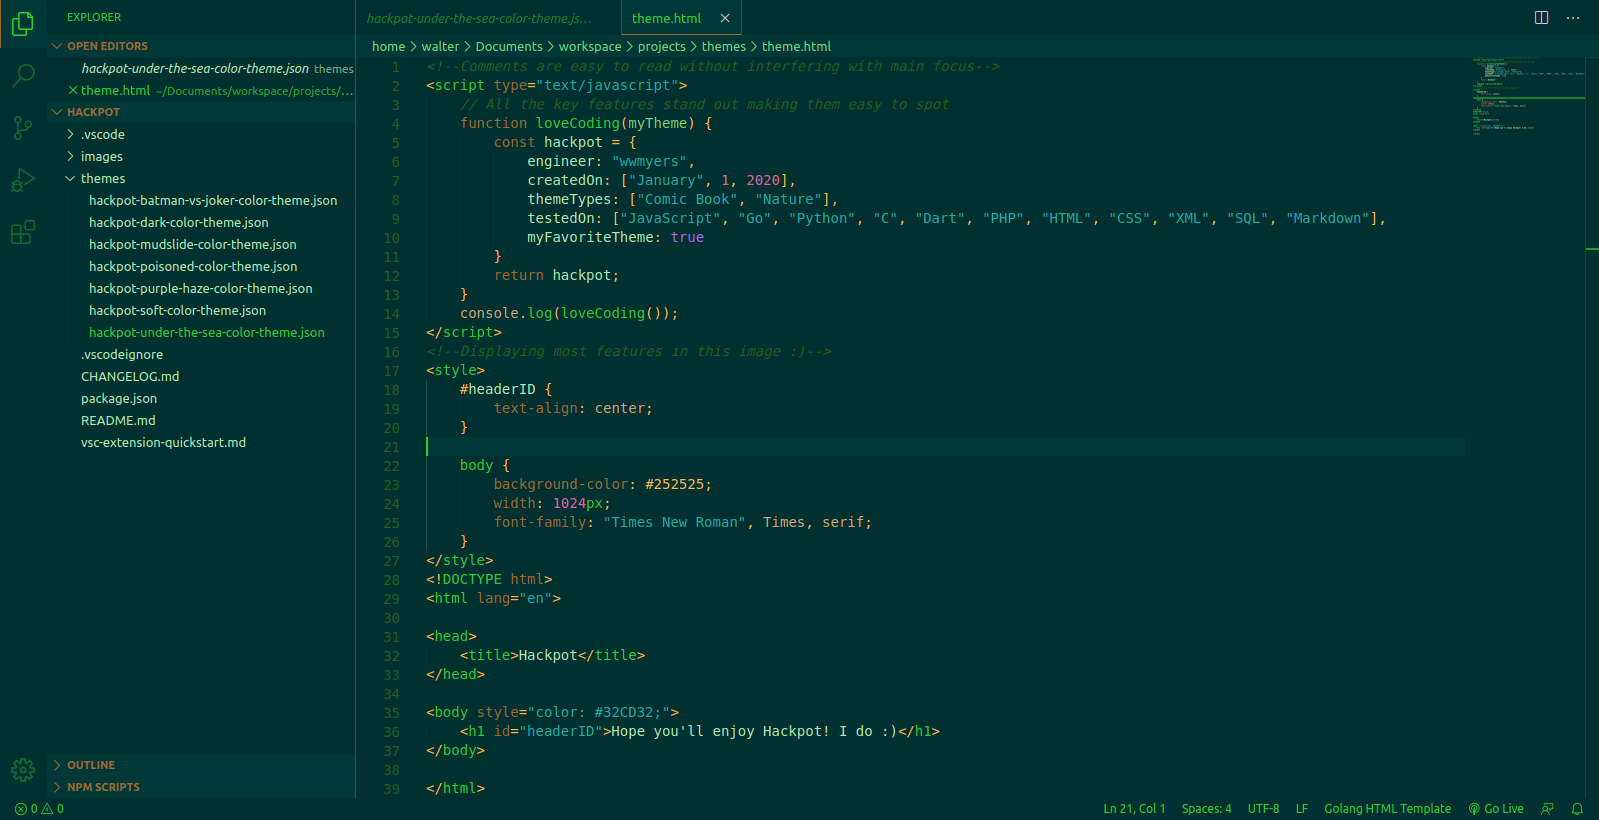 EXPLORER
OPEN EDITORS
hackpot-under-the-sea-color-theme.json themes
theme.html ~/Documents/workspace/projects/...
HACKPOT
.vscode
images
themes
hackpot-batman-vs-joker-color-theme.json
hackpot-dark-color-theme.json
hackpot-mudslide-color-theme.json
hackpot-poisoned-color-theme.json
hackpot-purple-haze-color-theme.json
hackpot-soft-color-theme.json
hackpot-under-the-sea-color-theme.json
.vscodeignore
CHANGELOG.md
package.json
README.md
vsc-extension-quickstart.md
OUTLINE
NPM SCRIPTS
hackpot-under-the-sea-color-theme.js...
theme.html
home > walter > Documents > workspace > projects > themes > theme.html
1 <!--Comments are easy to read without interfering with main focus-->
2 <script type="text/javascript">
3     // All the key features stand out making them easy to spot
4     function loveCoding(myTheme) {
5         const hackpot = {
6             engineer: "wwmyers",
7             createdOn: ["January", 1, 2020],
8             themeTypes: ["Comic Book", "Nature"],
9             testedOn: ["JavaScript", "Go", "Python", "C", "Dart", "PHP", "HTML", "CSS", "XML", "SQL", "Markdown"],
10             myFavoriteTheme: true
11         }
12         return hackpot;
13     }
14     console.log(loveCoding());
15 </script>
16 <!--Displaying most features in this image :)-->
17 <style>
18     #headerID {
19         text-align: center;
20     }
21
22     body {
23         background-color: #252525;
24         width: 1024px;
25         font-family: "Times New Roman", Times, serif;
26     }
27 </style>
28 <!DOCTYPE html>
29 <html lang="en">
30
31 <head>
32     <title>Hackpot</title>
33 </head>
34
35 <body style="color: #32CD32;">
36     <h1 id="headerID">Hope you'll enjoy Hackpot! I do :)</h1>
37 </body>
38
39 </html>
0 0
Ln 21, Col 1 Spaces: 4 UTF-8 LF Golang HTML Template Go Live